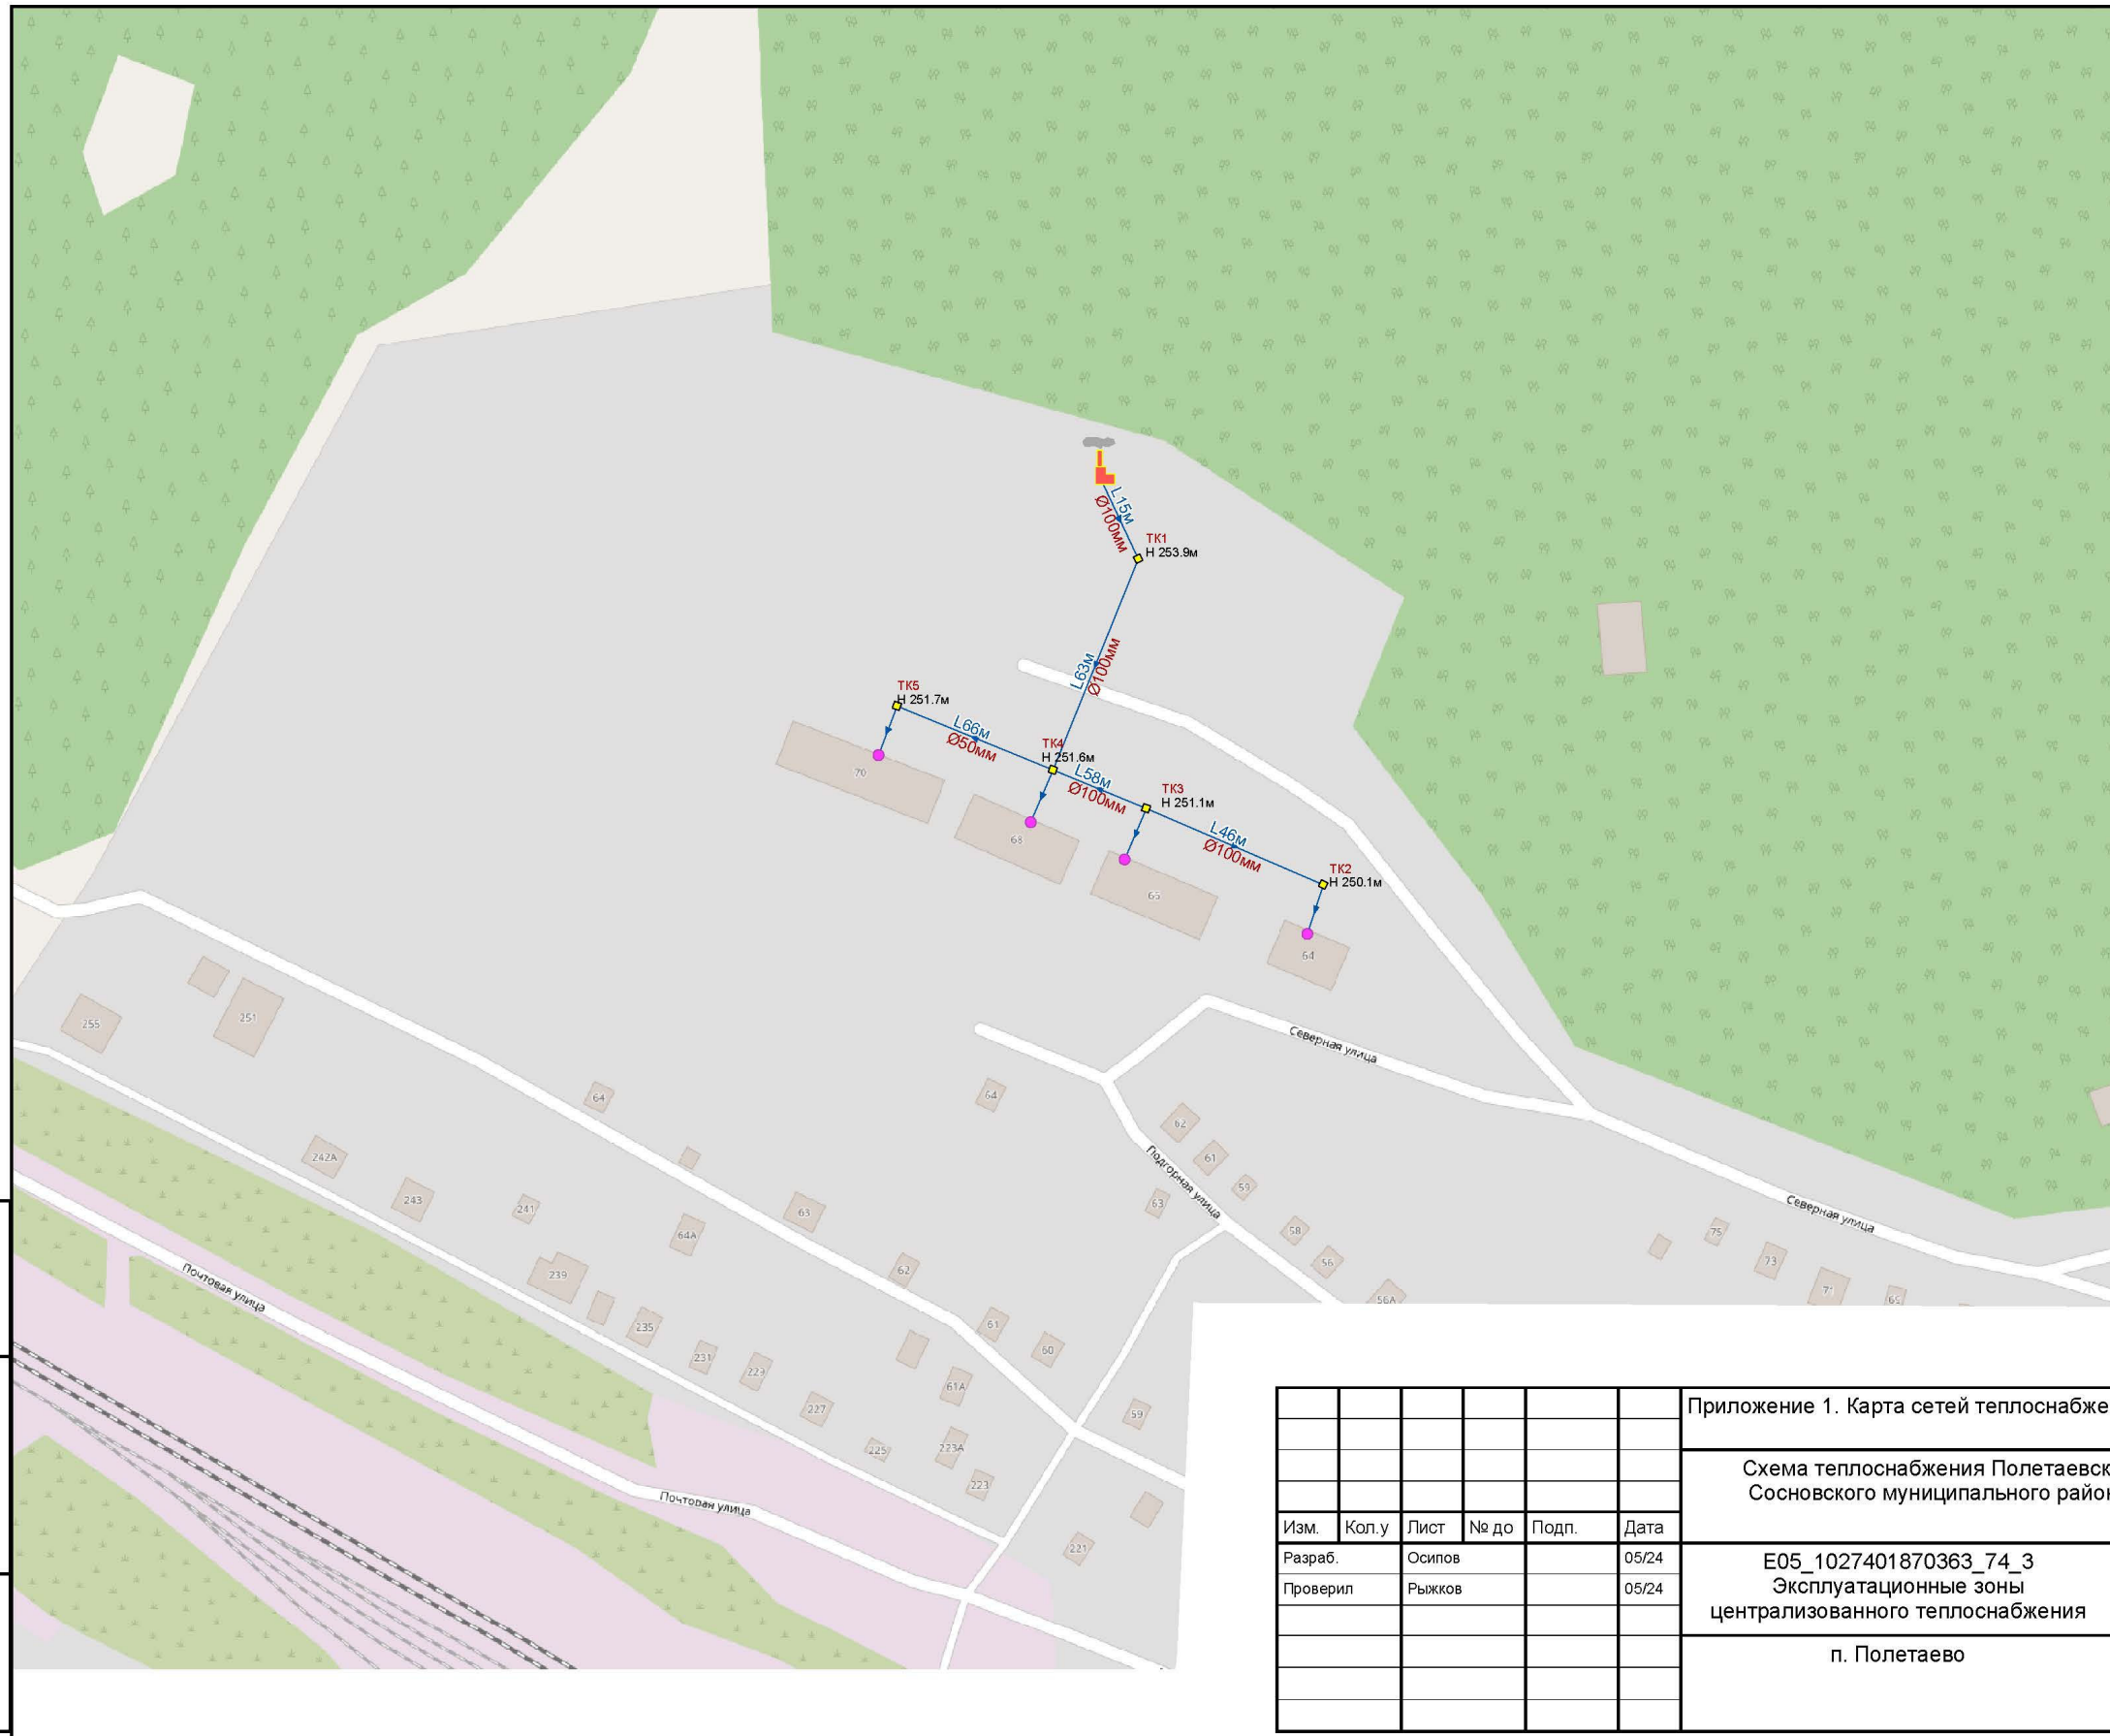 L15м
Ø100мм
ТК1
Н 253.9м
L63м
Ø100мм
ТК5
Н 251.7м
L66м
Ø50мм
ТК4
Н 251.6м
L58м
Ø100мм
ТК3
Н 251.1м
L46м
Ø100мм
ТК2
Н 250.1м
70
68
65
64
Северная улица
255
251
64
64
62
61
59
63
Подгорная улица
58
56
56А
Северная улица
75
73
71
242А
243
241
64А
63
62
239
235
231
229
227
225
61
60
61А
59
223А
223
221
Почтовая улица
Почтовая улица
Приложение 1. Карта сетей теплоснабже
Схема теплоснабжения Полетаевск
Сосновского муниципального район
Изм. Кол.у Лист № до Подп. Дата
Разраб. Осипов 05/24
Проверил Рыжков 05/24
Е05_1027401870363_74_3
Эксплуатационные зоны
централизованного теплоснабжения
п. Полетаево